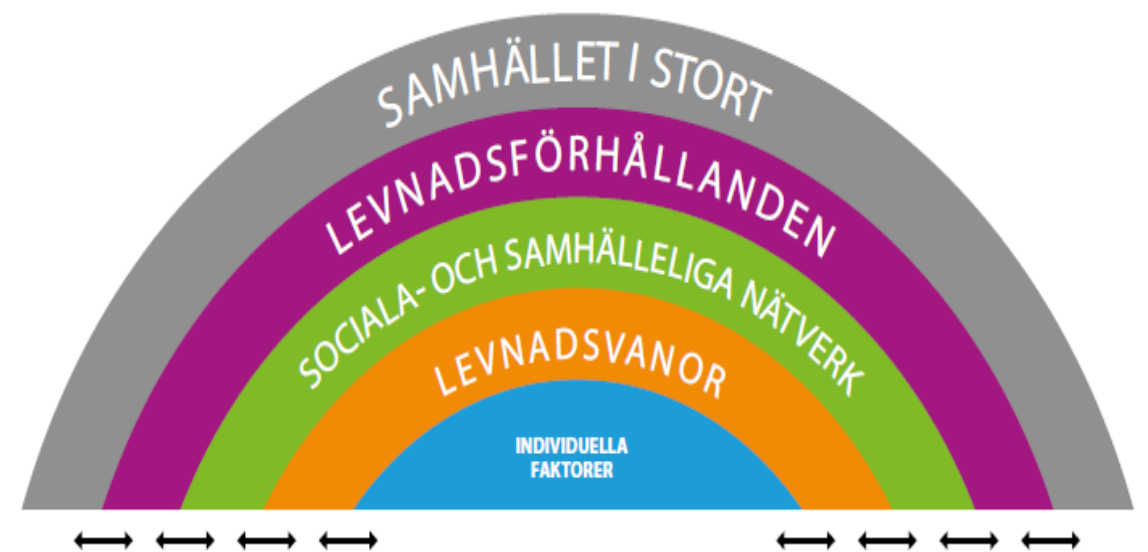 SAMHÄLLET I STORT
LEVNADSFÖRHÅLLANDEN
SOCIALA- OCH SAMHÄLLELIGA NÄTVERK
LEVNADSVANOR
INDIVIDUELLA
FAKTORER